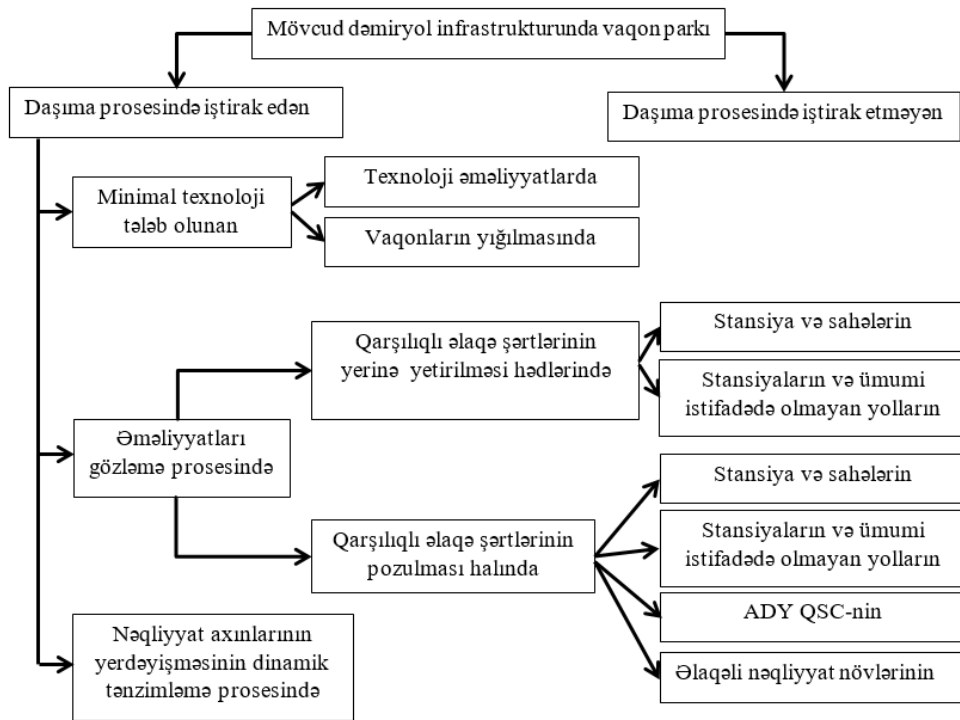 Mövcud dəmiryol infrastrukturunda vaqon parkı
Daşıma prosesində iştirak edən
Daşıma prosesində iştirak etməyən
Minimal texnoloji
tələb olunan
Texnoloji əməliyyatlarda
Vaqonların yığılmasında
Əməliyyatları
gözləmə prosesində
Qarşılıqlı əlaqə şərtlərinin
yerinə yetirilməsi hədlərində
Stansiya və sahələrin
Stansiyaların və ümumi
istifadədə olmayan yolların
Qarşılıqlı əlaqə şərtlərinin
pozulması halında
Stansiya və sahələrin
Stansiyaların və ümumi
istifadədə olmayan yolların
ADY QSC-nin
Əlaqəli nəqliyyat növlərinin
Nəqliyyat axınlarının
yerdəyişməsinin dinamik
tənzimləmə prosesində